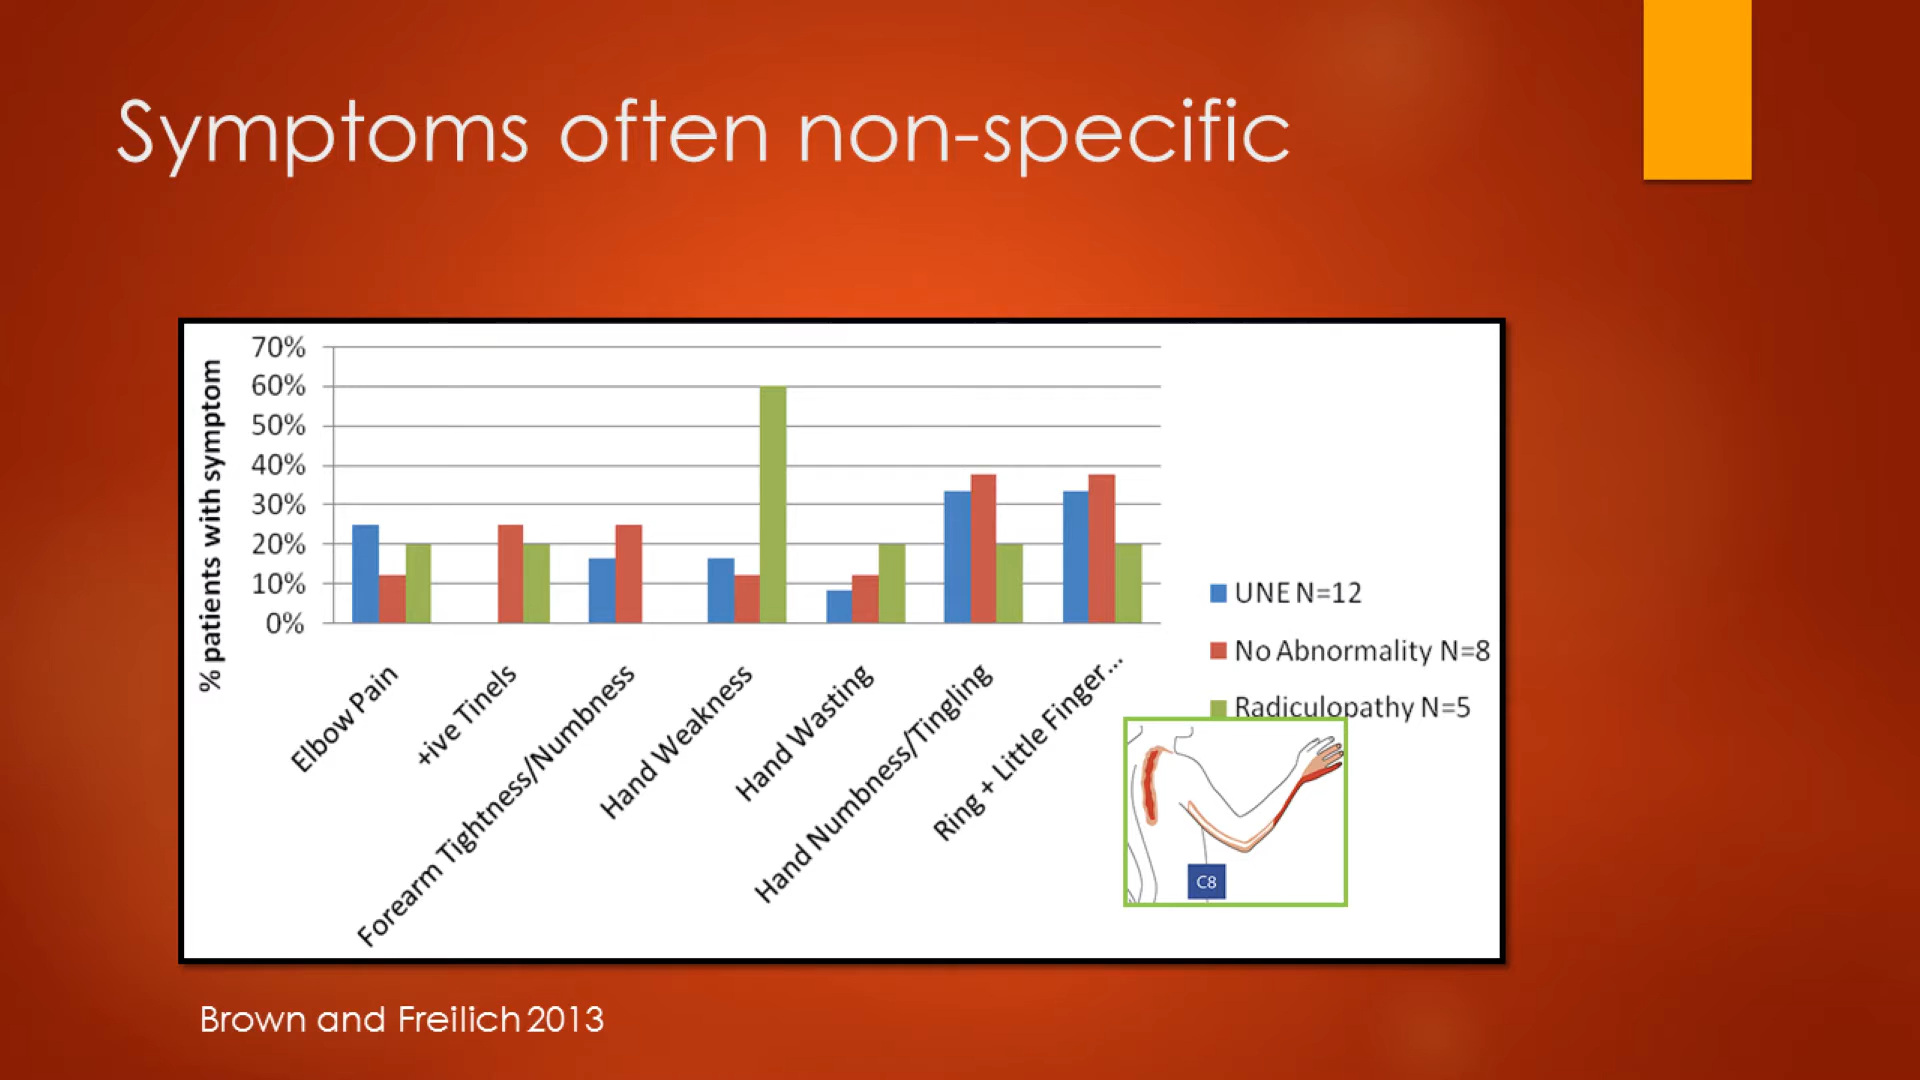 Symptoms often non-specific
% patients with symptom
70%
60%
50%
40%
30%
20%
10%
0%
Elbow Pain
+ive Tinels
Forearm Tightness/Numbness
Hand Weakness
Hand Wasting
Hand Numbness/Tingling
Ring + Little Finger...
UNE N=12
No Abnormality N=8
Radiculopathy N=5
C8
Brown and Freilich 2013